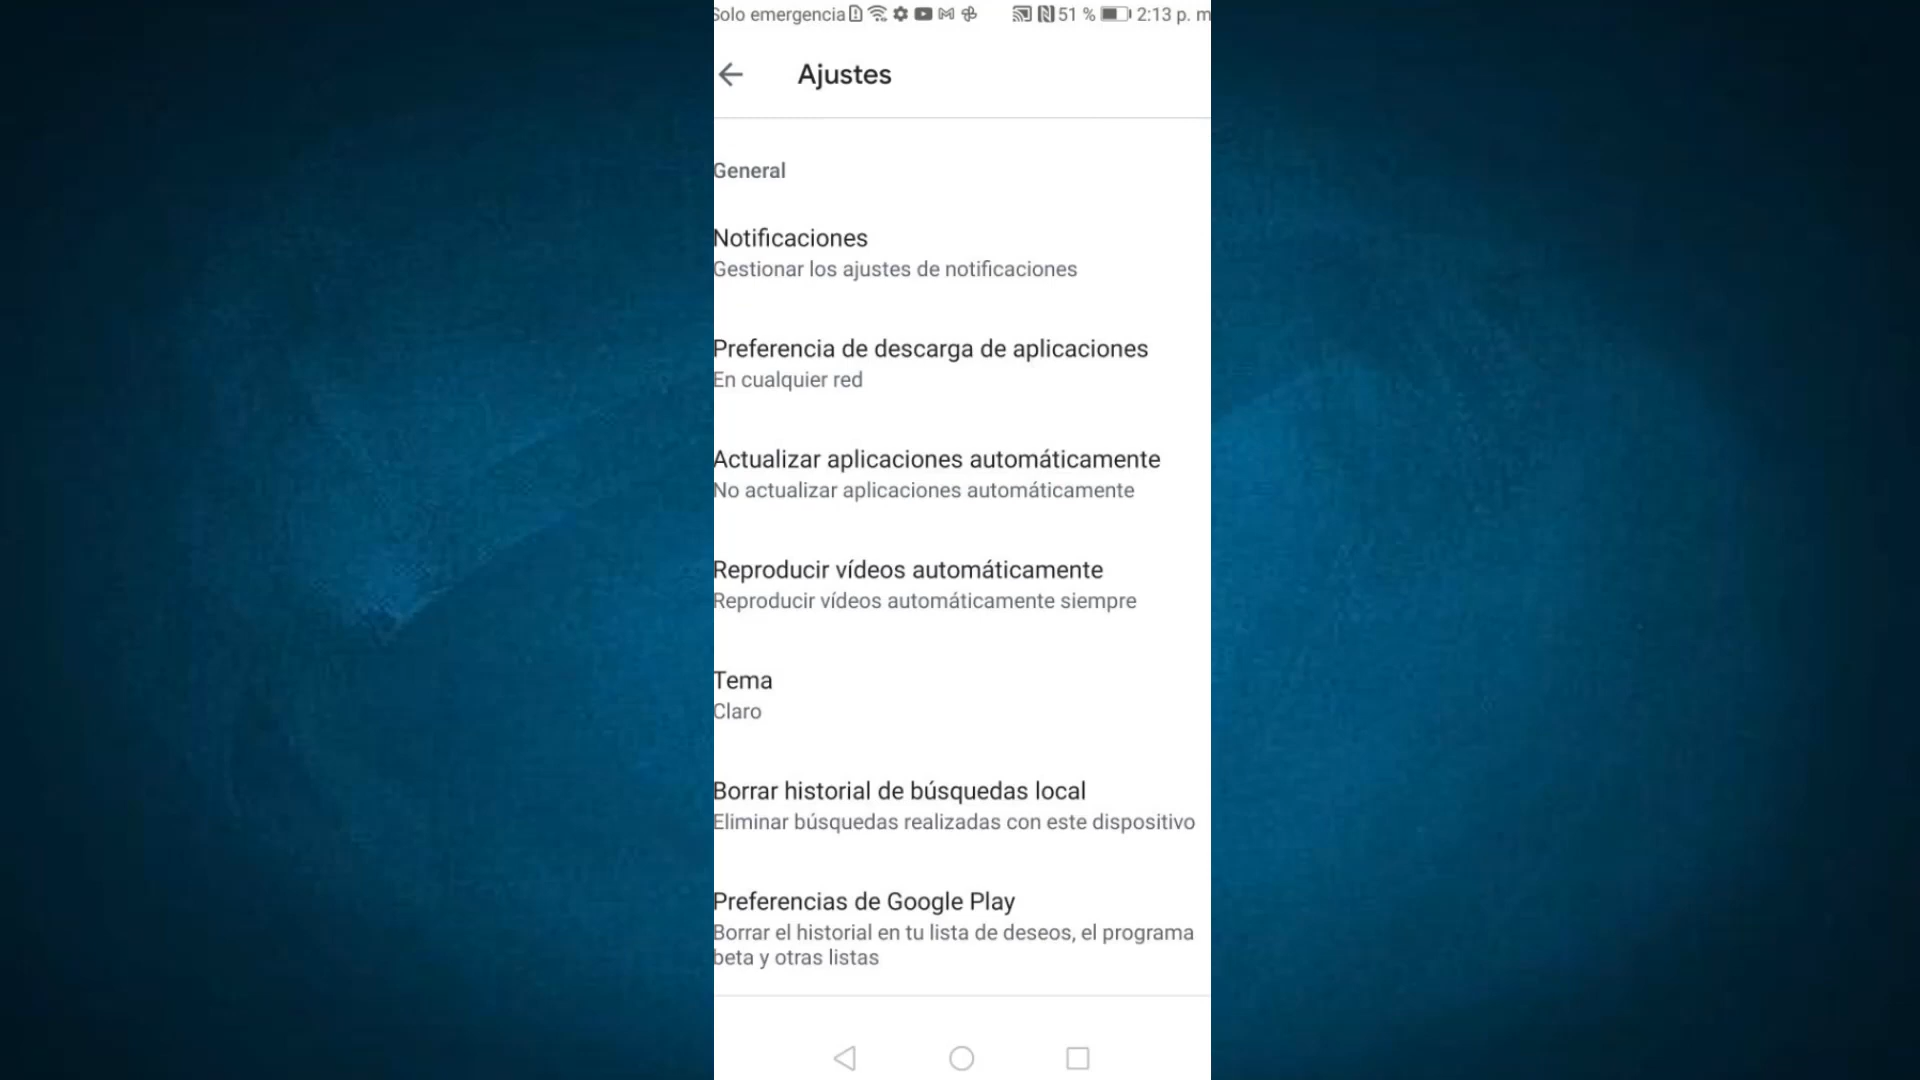 Solo emergencia 51 % 2:13 p. m
Ajustes
General
Notificaciones
Gestionar los ajustes de notificaciones
Preferencia de descarga de aplicaciones
En cualquier red
Actualizar aplicaciones automáticamente
No actualizar aplicaciones automáticamente
Reproducir vídeos automáticamente
Reproducir vídeos automáticamente siempre
Tema
Claro
Borrar historial de búsquedas local
Eliminar búsquedas realizadas con este dispositivo
Preferencias de Google Play
Borrar el historial en tu lista de deseos, el programa
beta y otras listas